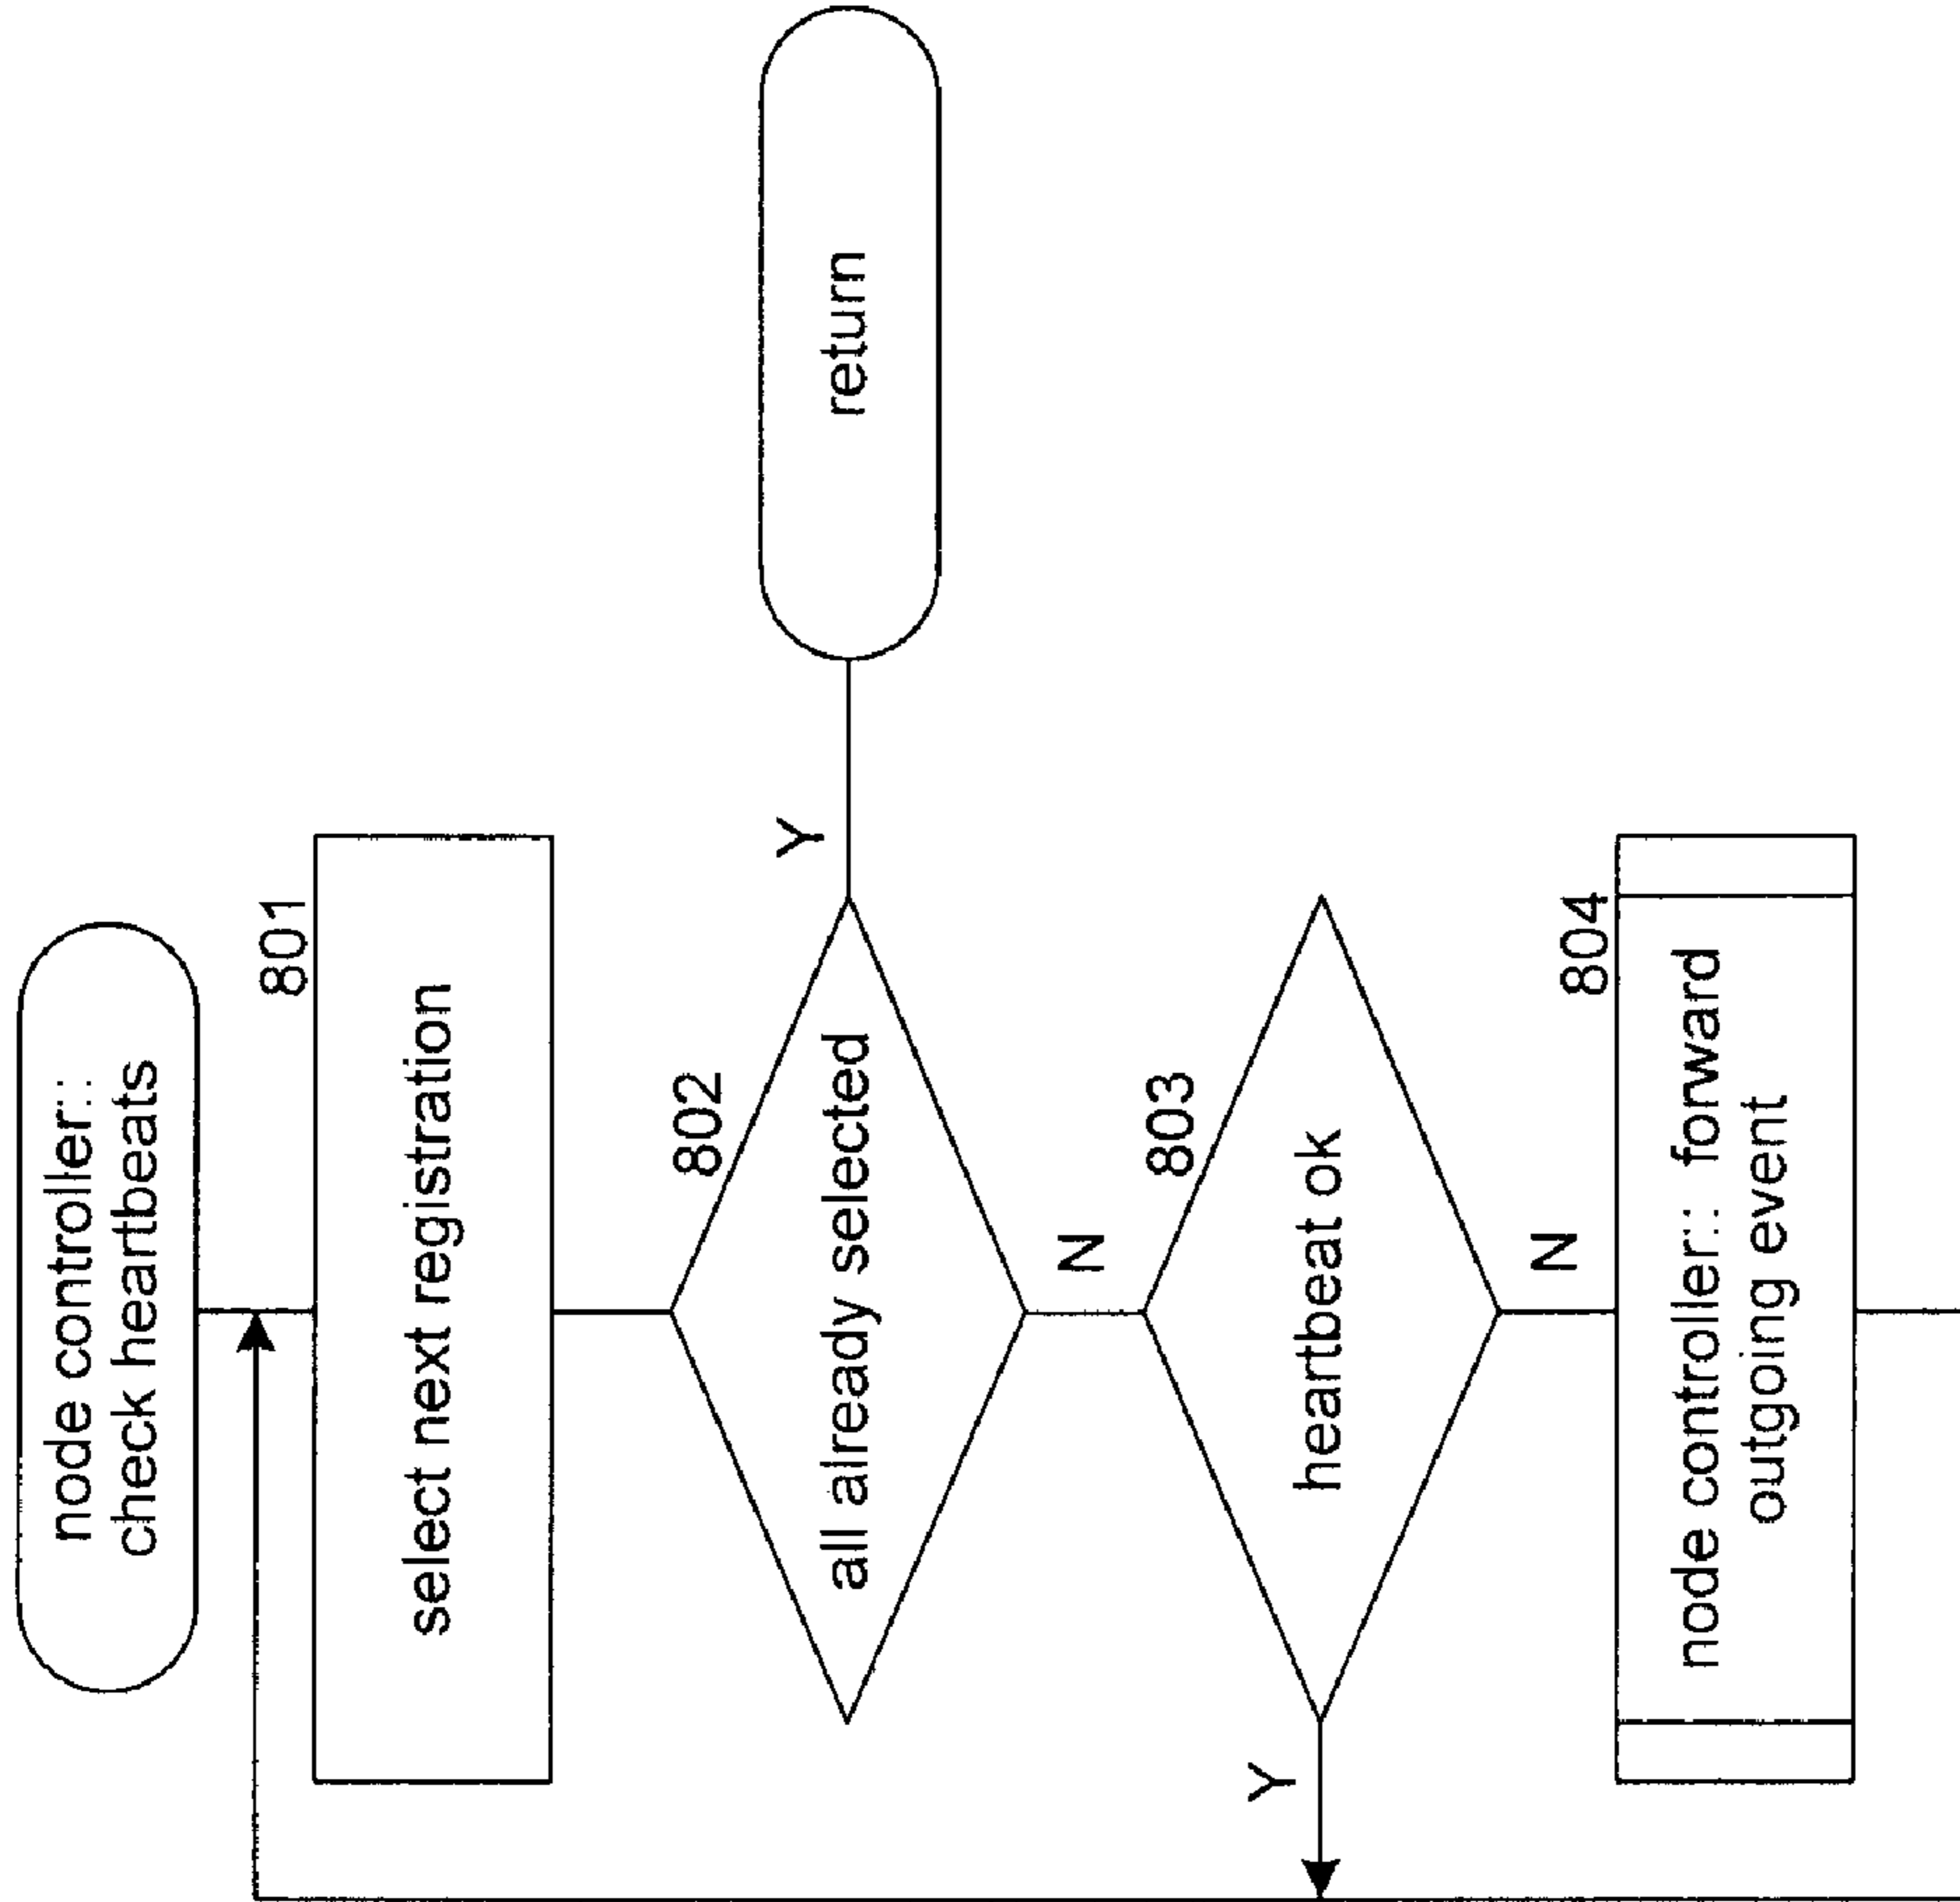 node controller::
check heartbeats
801
select next registration
802
all already selected
Y
return
N
803
heartbeat ok
Y
N
804
node controller:: forward
outgoing event